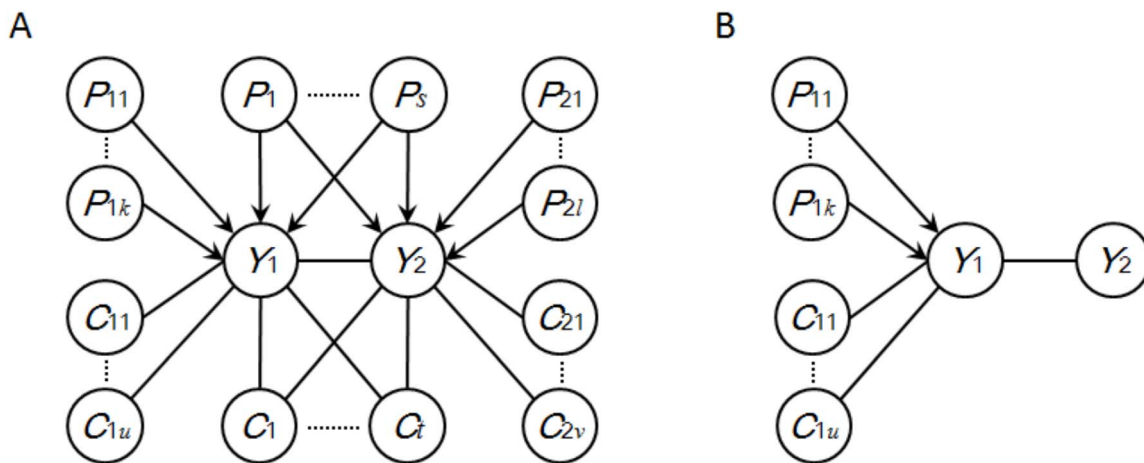 A
B
P11 P1 Ps P21
P11
P1k P2l
P1k
Y1 Y2
Y1 Y2
C11 C21
C11
C1u C1 Ct C2v
C1u